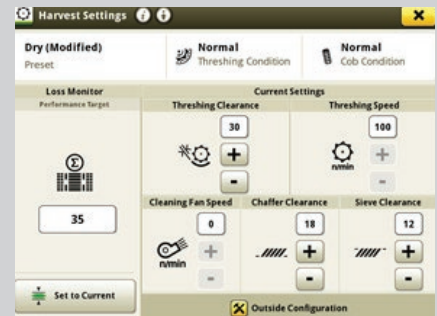 Harvest Settings
Dry (Modified)
Preset
Normal
Threshing Condition
Normal
Cob Condition
Loss Monitor
Performance Target
35
Set to Current
Current Settings
Threshing Clearance
30
+
-
Threshing Speed
100
n/min
+
-
Cleaning Fan Speed
0
n/min
+
-
Chaffer Clearance
18
+
-
Sieve Clearance
12
+
-
Outside Configuration